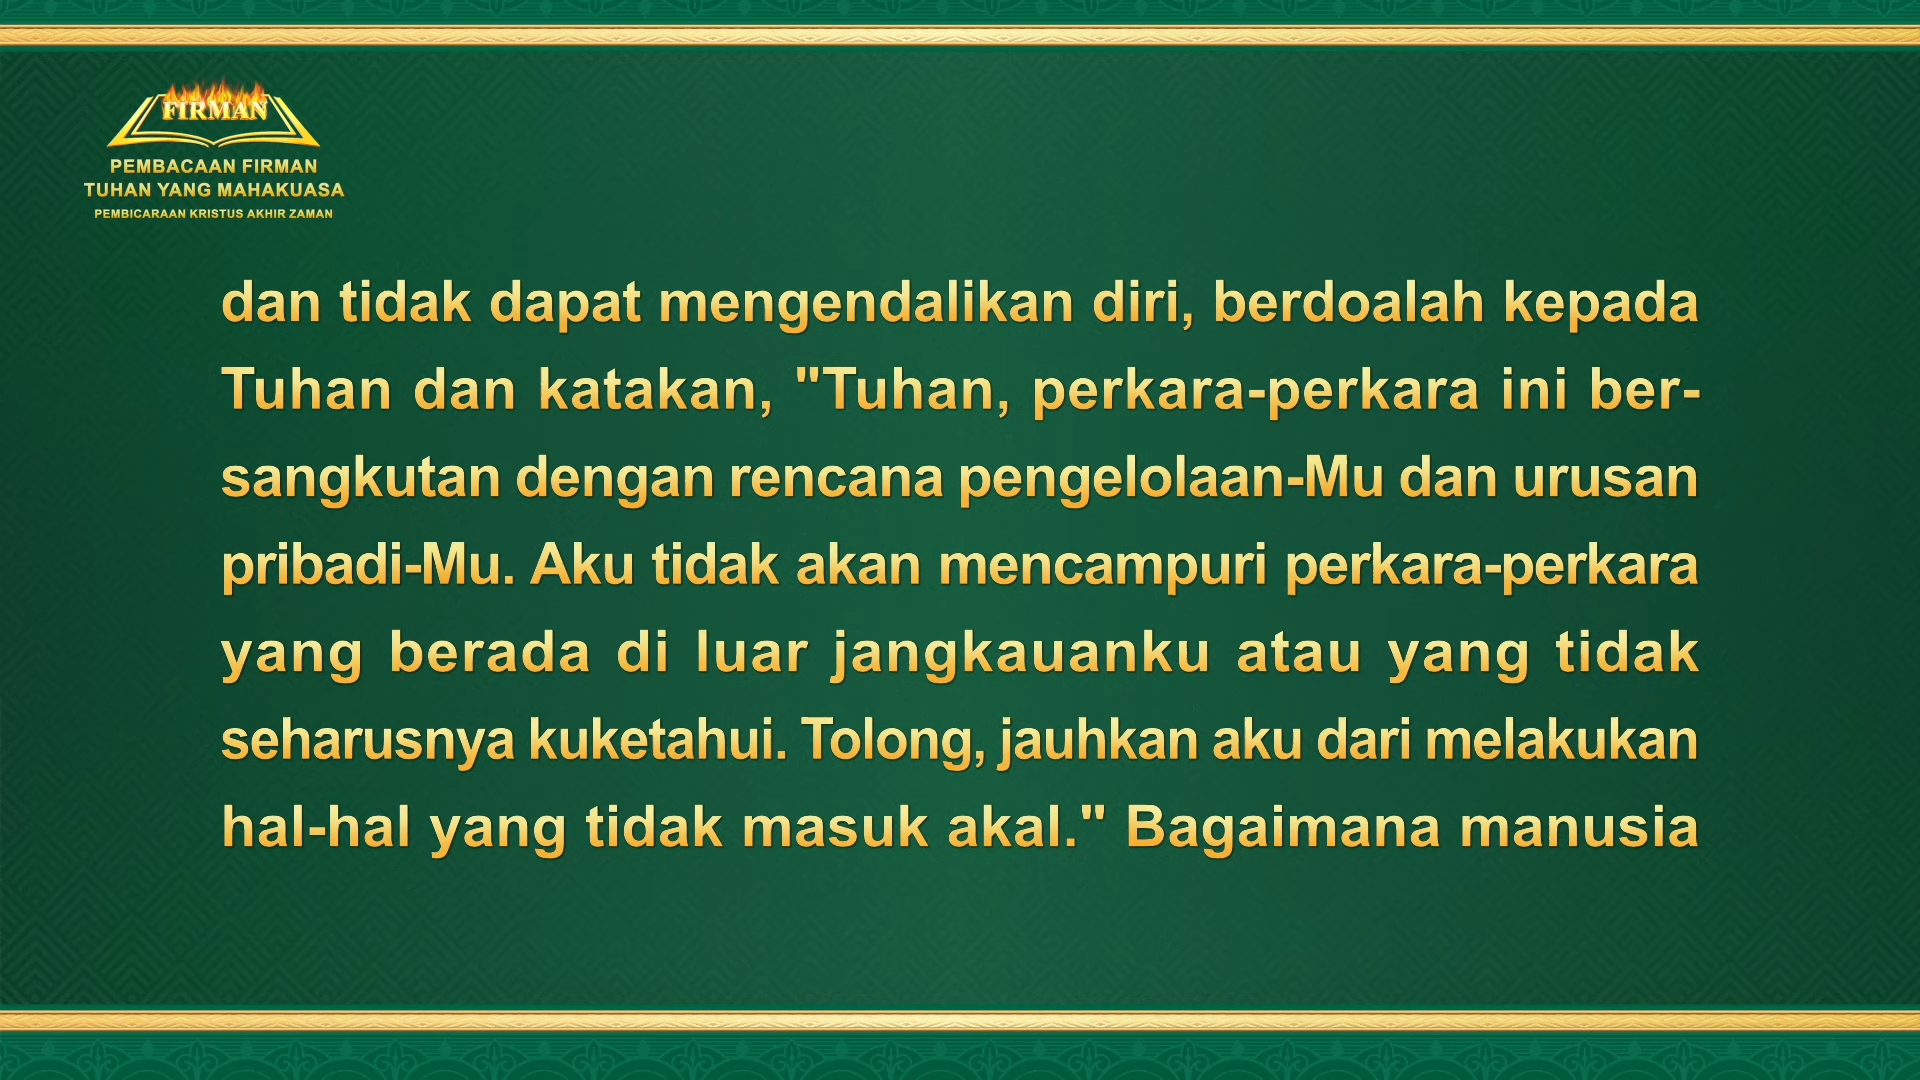 FIRMAN
PEMBACAAN FIRMAN
TUHAN YANG MAHAKUASA
PEMBICARAAN KRISTUS AKHIR ZAMAN
dan tidak dapat mengendalikan diri, berdoalah kepada
Tuhan dan katakan, "Tuhan, perkara-perkara ini ber-
sangkutan dengan rencana pengelolaan-Mu dan urusan
pribadi-Mu. Aku tidak akan mencampuri perkara-perkara
yang berada di luar jangkauanku atau yang tidak
seharusnya kuketahui. Tolong, jauhkan aku dari melakukan
hal-hal yang tidak masuk akal." Bagaimana manusia